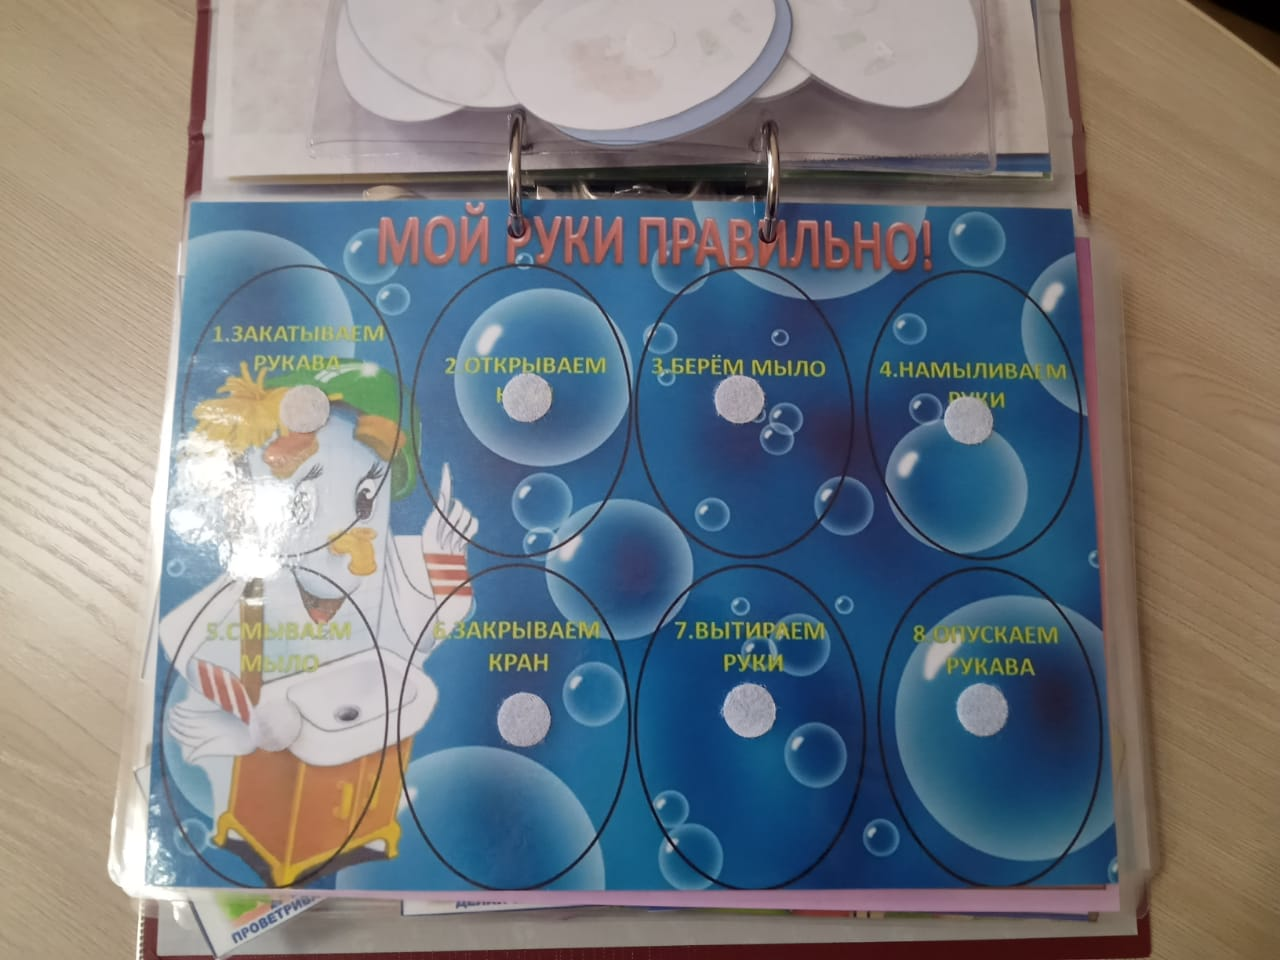 МОЙ РУКИ ПРАВИЛЬНО!
1.ЗАКАТЫВАЕМ
РУКАВА
2 ОТКРЫВАЕМ
3.БЕРЁМ МЫЛО
4.НАМЫЛИВАЕМ
РУКИ
5.СМЫВАЕМ
МЫЛО
6.ЗАКРЫВАЕМ
КРАН
7.ВЫТИРАЕМ
РУКИ
8.ОПУСКАЕМ
РУКАВА